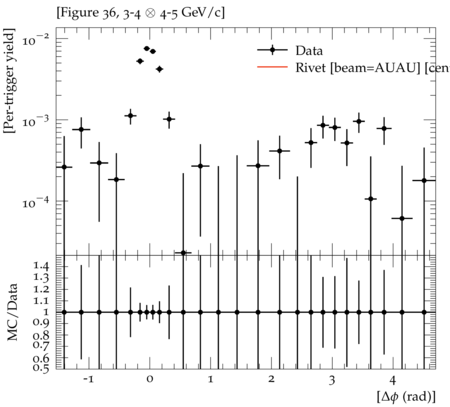 [Figure 36, 3-4 ⊗ 4-5 GeV/c]
[Per-trigger yield]
10⁻²
10⁻³
10⁻⁴
Data
Rivet [beam=AUAU] [cen
MC/Data
1.4
1.3
1.2
1.1
1
0.9
0.8
0.7
0.6
0.5
-1 0 1 2 3 4
[Δϕ (rad)]